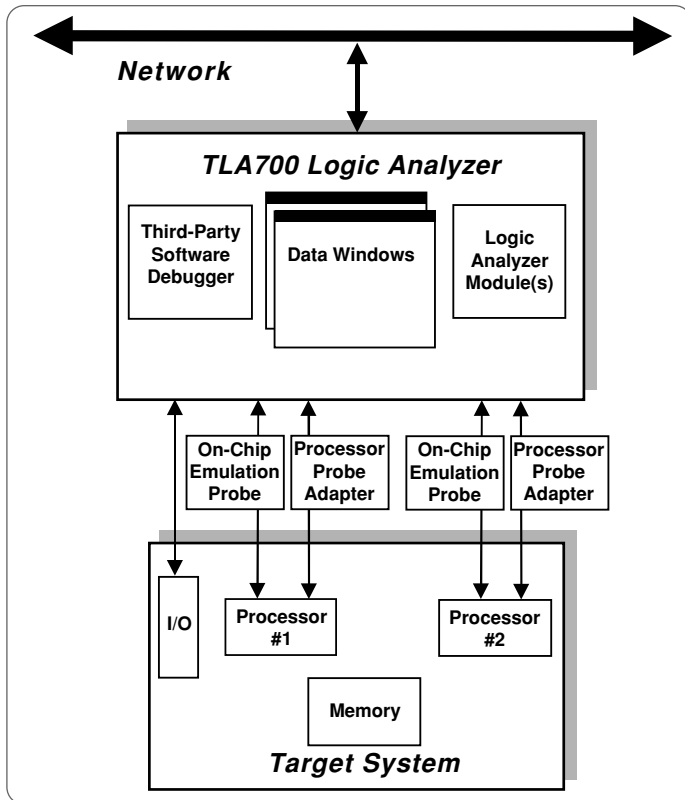 Network
TLA700 Logic Analyzer
Third-Party
Software
Debugger
Data Windows
Logic
Analyzer
Module(s)
On-Chip
Emulation
Probe
Processor
Probe
Adapter
On-Chip
Emulation
Probe
Processor
Probe
Adapter
I/O
Processor
#1
Processor
#2
Memory
Target System